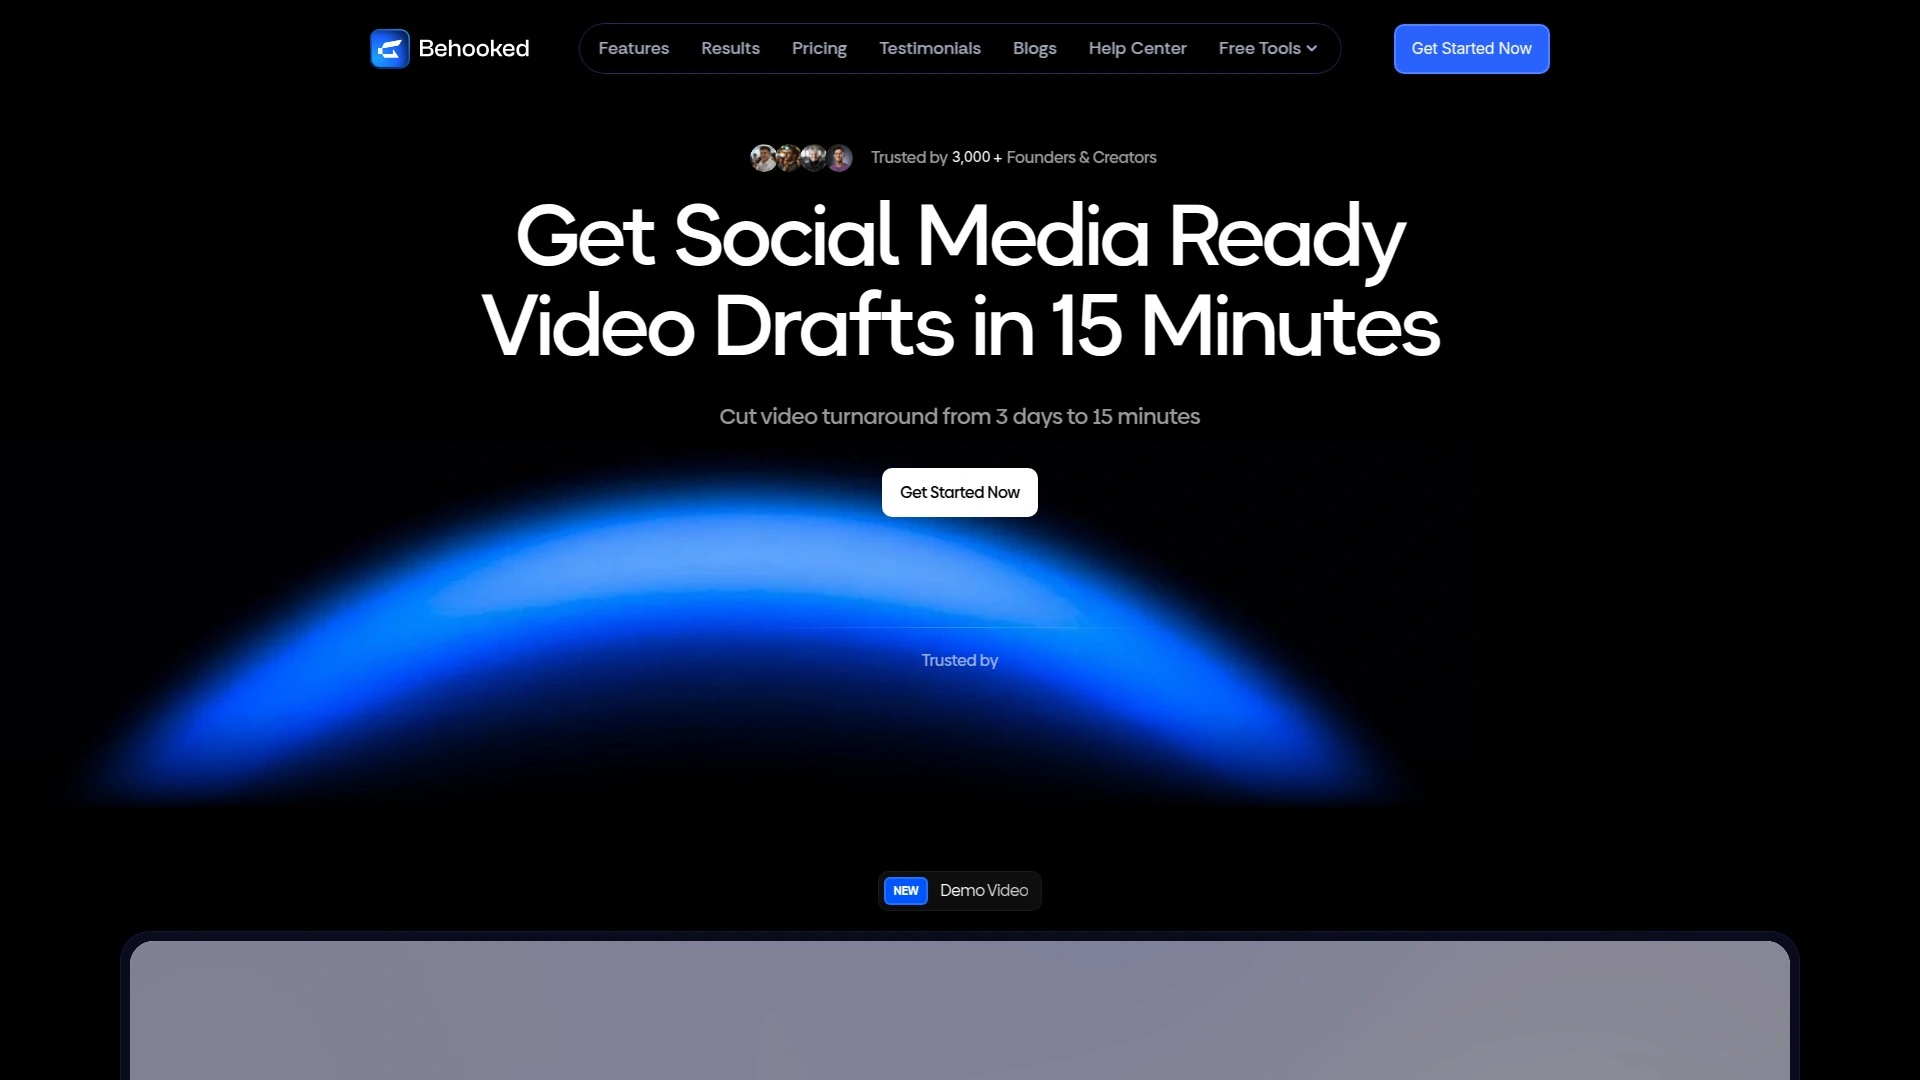 Behooked
Features Results Pricing Testimonials Blogs Help Center Free Tools
Get Started Now
Trusted by 3,000 + Founders & Creators
Get Social Media Ready
Video Drafts in 15 Minutes
Cut video turnaround from 3 days to 15 minutes
Get Started Now
Trusted by
NEW Demo Video